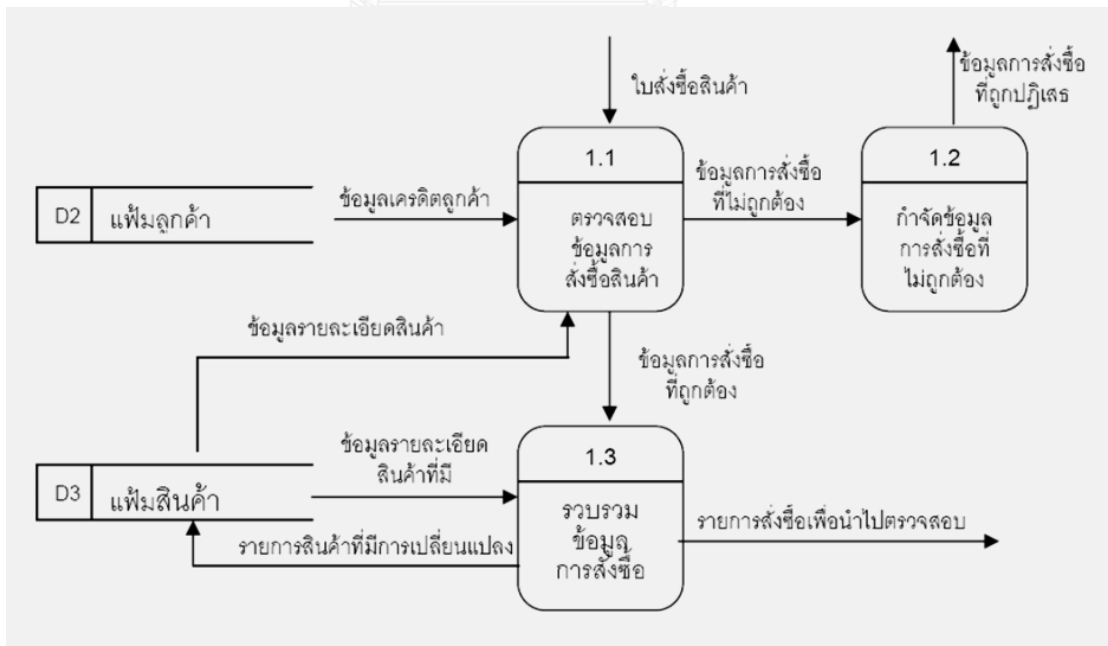 ใบสั่งซื้อสินค้า
ข้อมูลการสั่งซื้อ
ที่ถูกปฏิเสธ
1.1
ตรวจสอบ
ข้อมูลการ
สั่งซื้อสินค้า
ข้อมูลการสั่งซื้อ
ที่ไม่ถูกต้อง
1.2
กำจัดข้อมูล
การสั่งซื้อที่
ไม่ถูกต้อง
D2 แฟ้มลูกค้า
ข้อมูลเครดิตลูกค้า
ข้อมูลรายละเอียดสินค้า
ข้อมูลการสั่งซื้อ
ที่ถูกต้อง
D3 แฟ้มสินค้า
ข้อมูลรายละเอียด
สินค้าที่มี
รายการสินค้าที่มีการเปลี่ยนแปลง
1.3
รวบรวม
ข้อมูล
การสั่งซื้อ
รายการสั่งซื้อเพื่อนำไปตรวจสอบ